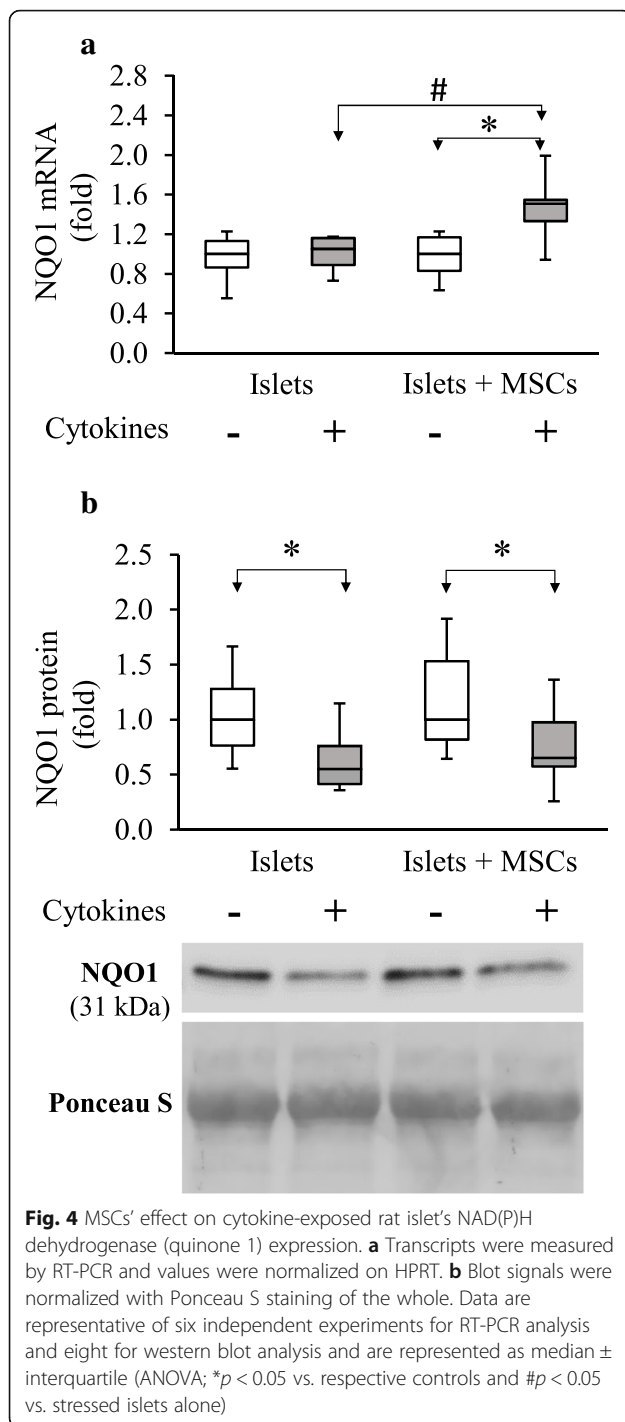 a
#
*
2.8
2.4
2.0
1.6
1.2
0.8
0.4
0.0
NQO1 mRNA
(fold)
Islets Islets + MSCs
Cytokines - + - +
b
* *
2.5
2.0
1.5
1.0
0.5
0.0
NQO1 protein
(fold)
Islets Islets + MSCs
Cytokines - + - +
NQO1
(31 kDa)
Ponceau S
Fig. 4 MSCs' effect on cytokine-exposed rat islet's NAD(P)H
dehydrogenase (quinone 1) expression. a Transcripts were measured
by RT-PCR and values were normalized on HPRT. b Blot signals were
normalized with Ponceau S staining of the whole. Data are
representative of six independent experiments for RT-PCR analysis
and eight for western blot analysis and are represented as median ±
interquartile (ANOVA; *p < 0.05 vs. respective controls and #p < 0.05
vs. stressed islets alone)